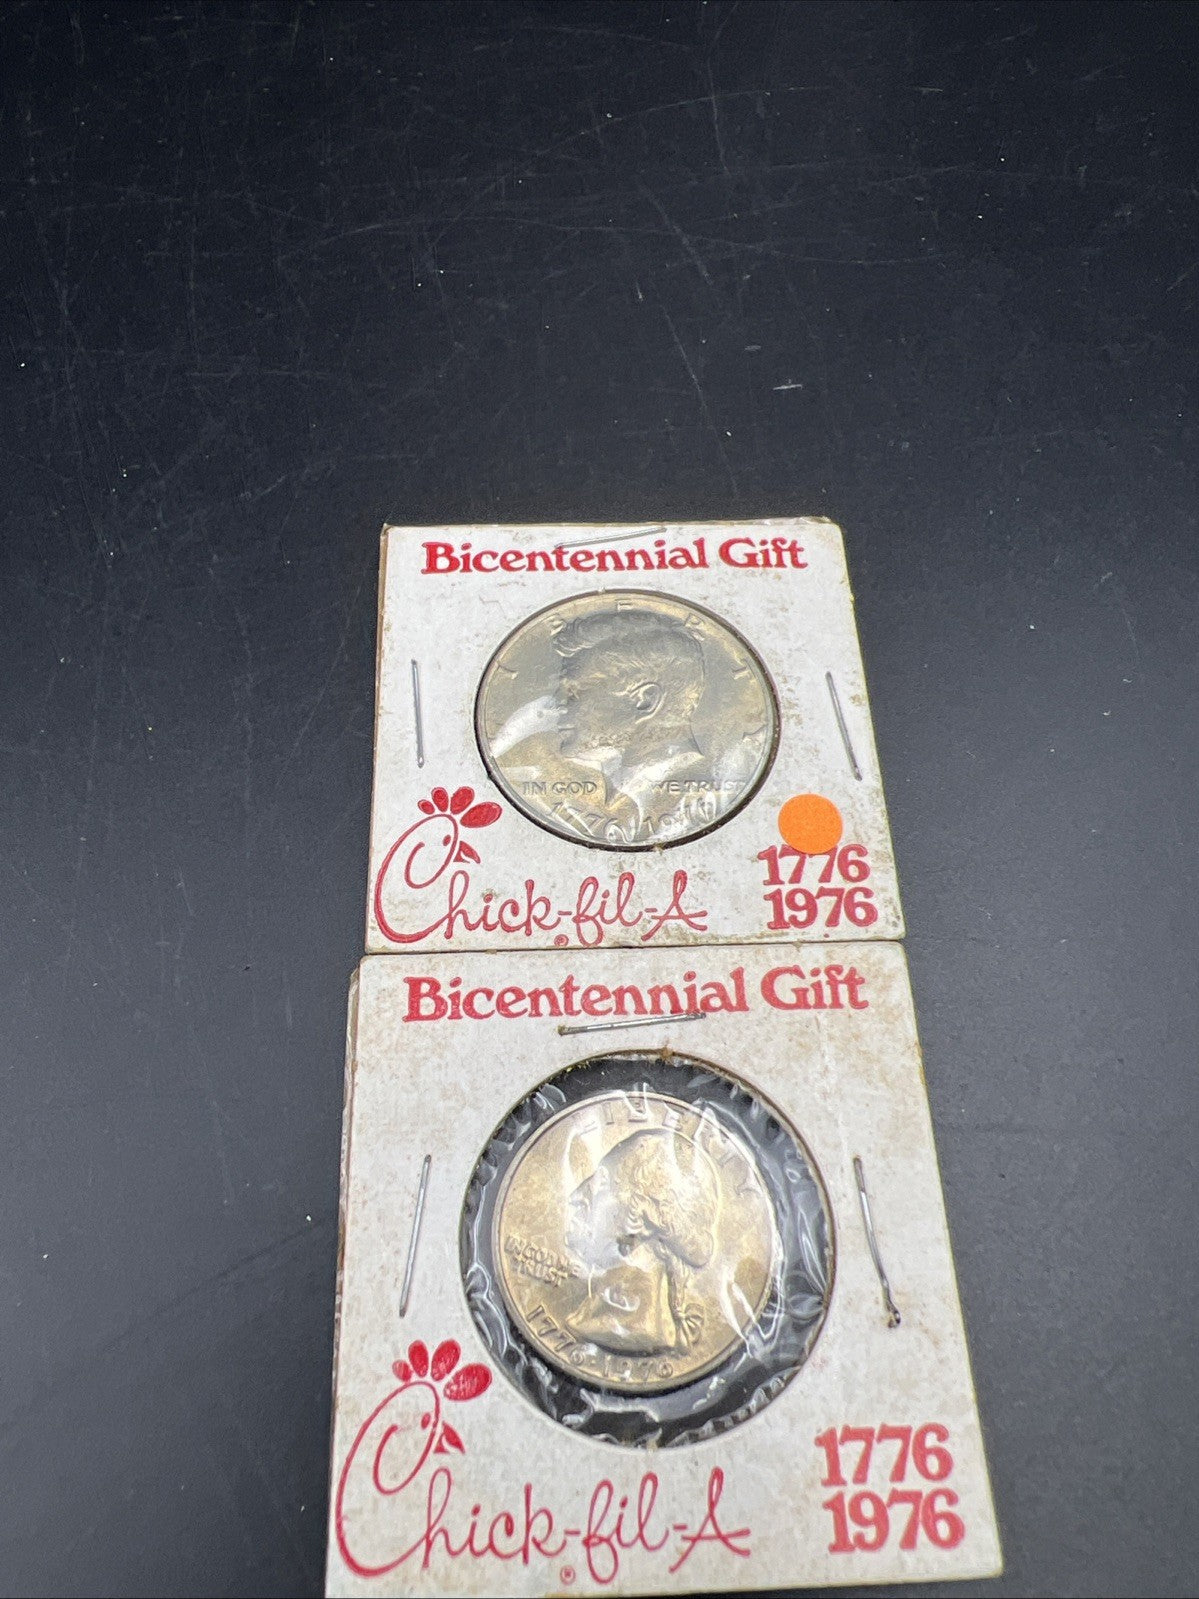 Bicentennial Gift
LIBERTY
IN GOD WE TRUST
1776 1976
Chick-fil-A®
1776
1976
Bicentennial Gift
LIBERTY
IN GOD WE
TRUST
1776-1976
Chick-fil-A®
1776
1976